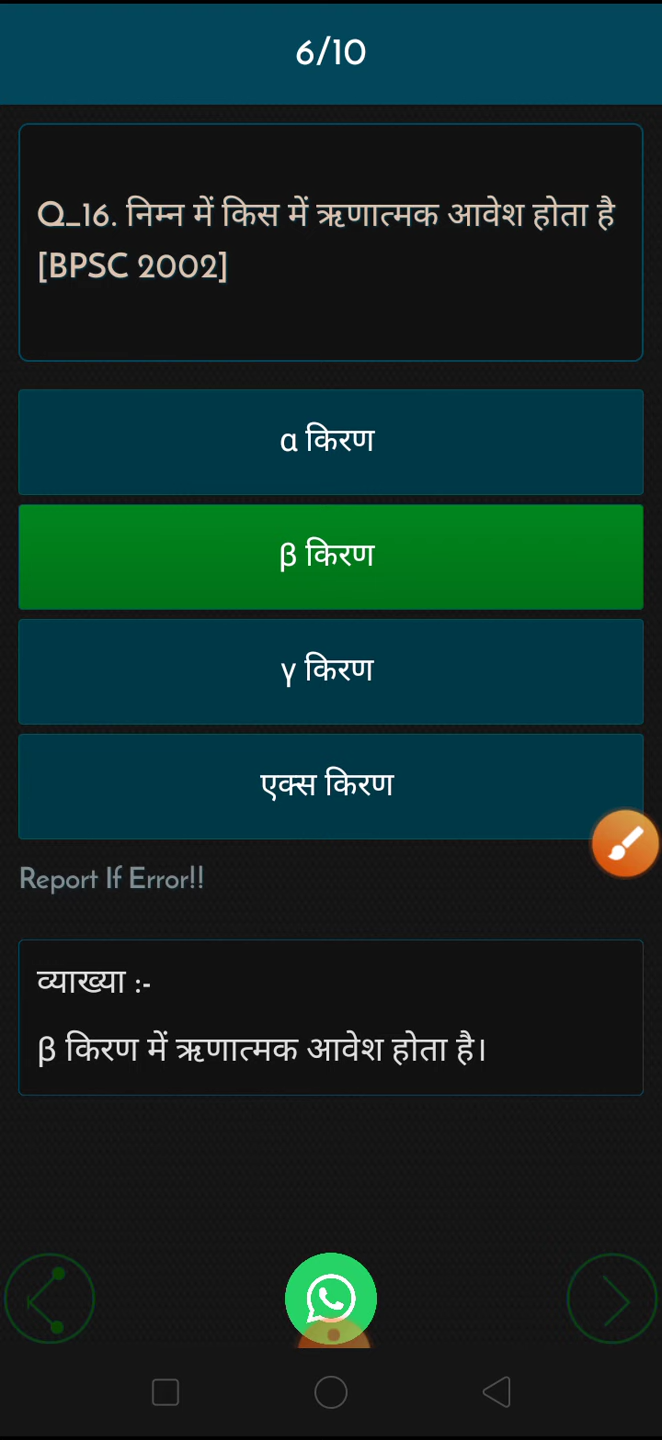 6/10
Q_16. निम्न में किस में ऋणात्मक आवेश होता है
[BPSC 2002]
α किरण
β किरण
γ किरण
एक्स किरण
Report If Error!!
व्याख्या :-
β किरण में ऋणात्मक आवेश होता है।